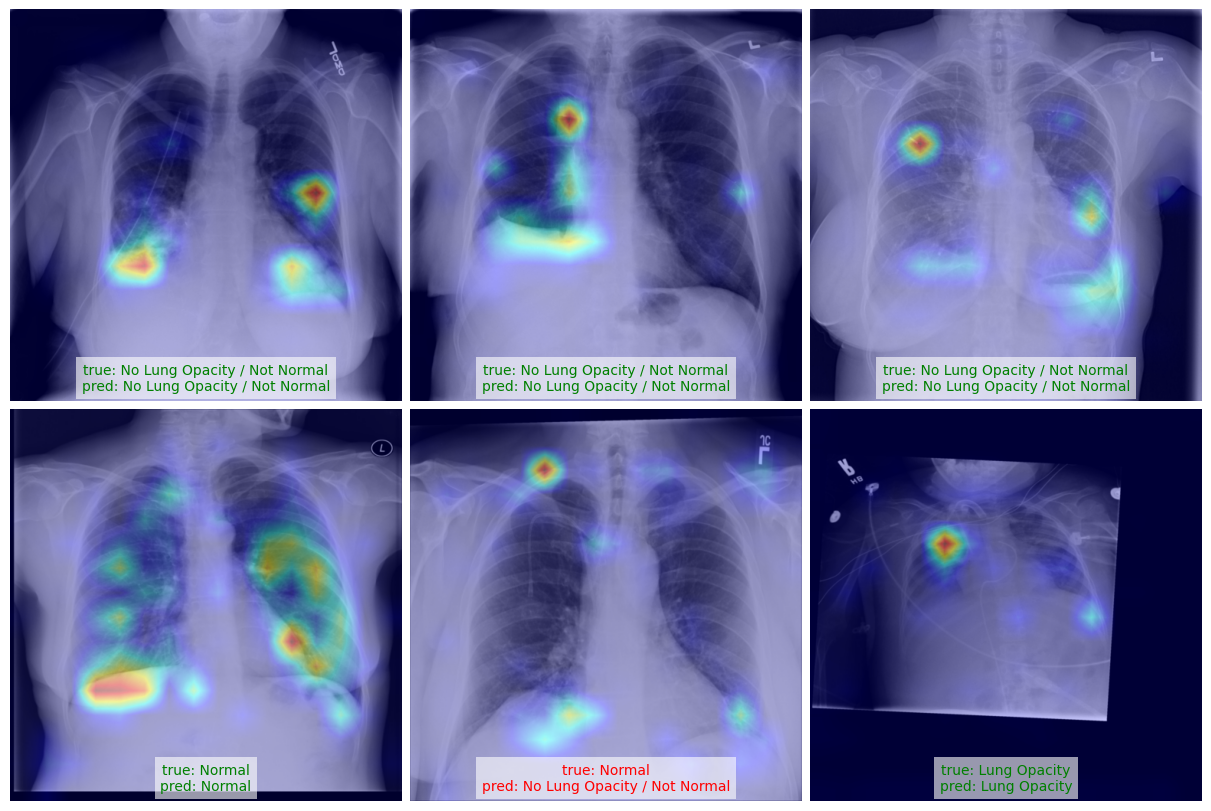 L
L
true: No Lung Opacity / Not Normal
pred: No Lung Opacity / Not Normal
true: No Lung Opacity / Not Normal
pred: No Lung Opacity / Not Normal
true: No Lung Opacity / Not Normal
pred: No Lung Opacity / Not Normal
L
L
R
HB
true: Normal
pred: Normal
true: Normal
pred: No Lung Opacity / Not Normal
true: Lung Opacity
pred: Lung Opacity